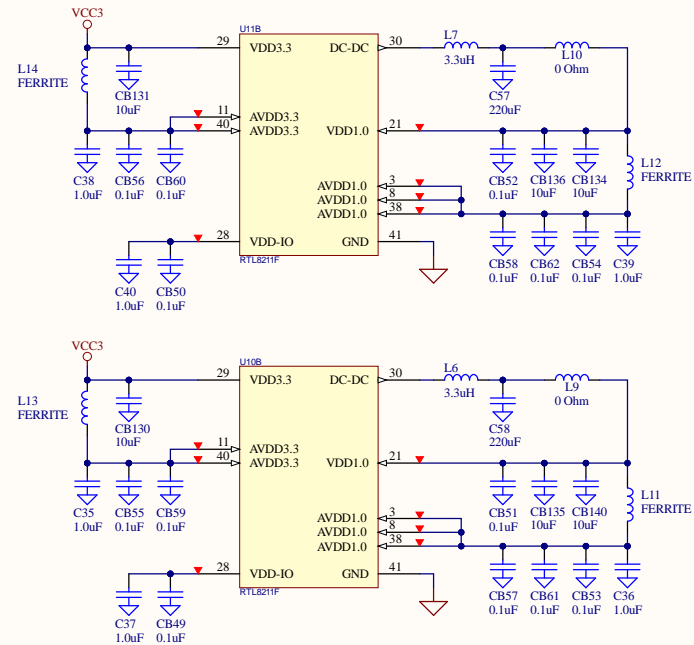 VCC3
U11B
29
VDD3.3
DC-DC
30
L7
3.3uH
L10
0 Ohm
L14
FERRITE
CB131
10uF
C57
220uF
11
AVDD3.3
40
AVDD3.3
VDD1.0
21
C38
1.0uF
CB56
0.1uF
CB60
0.1uF
CB52
0.1uF
CB136
10uF
CB134
10uF
L12
FERRITE
AVDD1.0
3
AVDD1.0
8
AVDD1.0
38
28
VDD-IO
GND
41
RTL8211F
C40
1.0uF
CB50
0.1uF
CB58
0.1uF
CB62
0.1uF
CB54
0.1uF
C39
1.0uF
VCC3
U10B
29
VDD3.3
DC-DC
30
L6
3.3uH
L9
0 Ohm
L13
FERRITE
CB130
10uF
C58
220uF
11
AVDD3.3
40
AVDD3.3
VDD1.0
21
C35
1.0uF
CB55
0.1uF
CB59
0.1uF
CB51
0.1uF
CB135
10uF
CB140
10uF
L11
FERRITE
AVDD1.0
3
AVDD1.0
8
AVDD1.0
38
28
VDD-IO
GND
41
RTL8211F
C37
1.0uF
CB49
0.1uF
CB57
0.1uF
CB61
0.1uF
CB53
0.1uF
C36
1.0uF